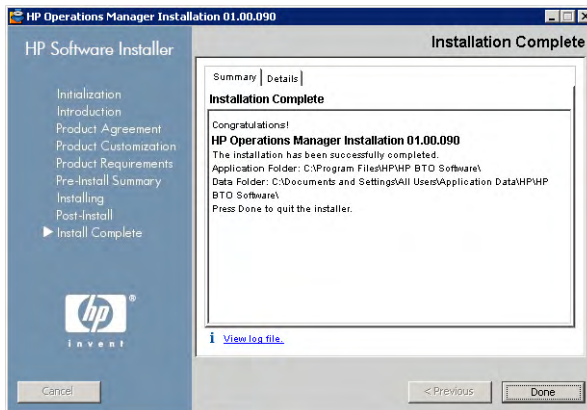 HP Operations Manager Installation 01.00.090
HP Software Installer
Installation Complete
Initialization
Introduction
Product Agreement
Product Customization
Product Requirements
Pre-Install Summary
Installing
Post-Install
Install Complete
hp
®
invent
Summary
Details
Installation Complete
Congratulations!
HP Operations Manager Installation 01.00.090
The installation has been successfully completed.
Application Folder: C:\Program Files\HP\HP BTO Software\
Data Folder: C:\Documents and Settings\All Users\Application Data\HP\HP
BTO Software\
Press Done to quit the installer.
i View log file.
Cancel
< Previous
Done